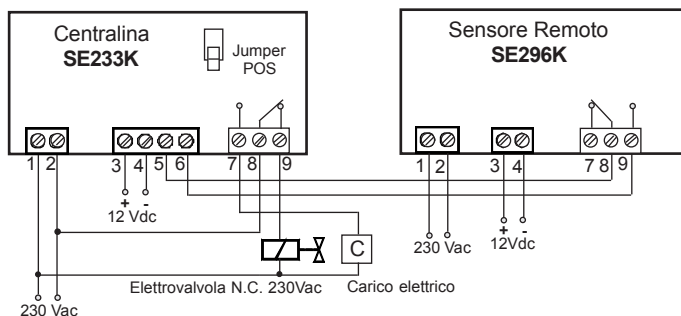 Centralina
SE233K
Jumper
POS
Sensore Remoto
SE296K
1 2 3 4 5 6 7 8 9
1 2 3 4 7 8 9
+ -
12 Vdc
+ -
12Vdc
230 Vac
C
Elettrovalvola N.C. 230Vac
Carico elettrico
230 Vac